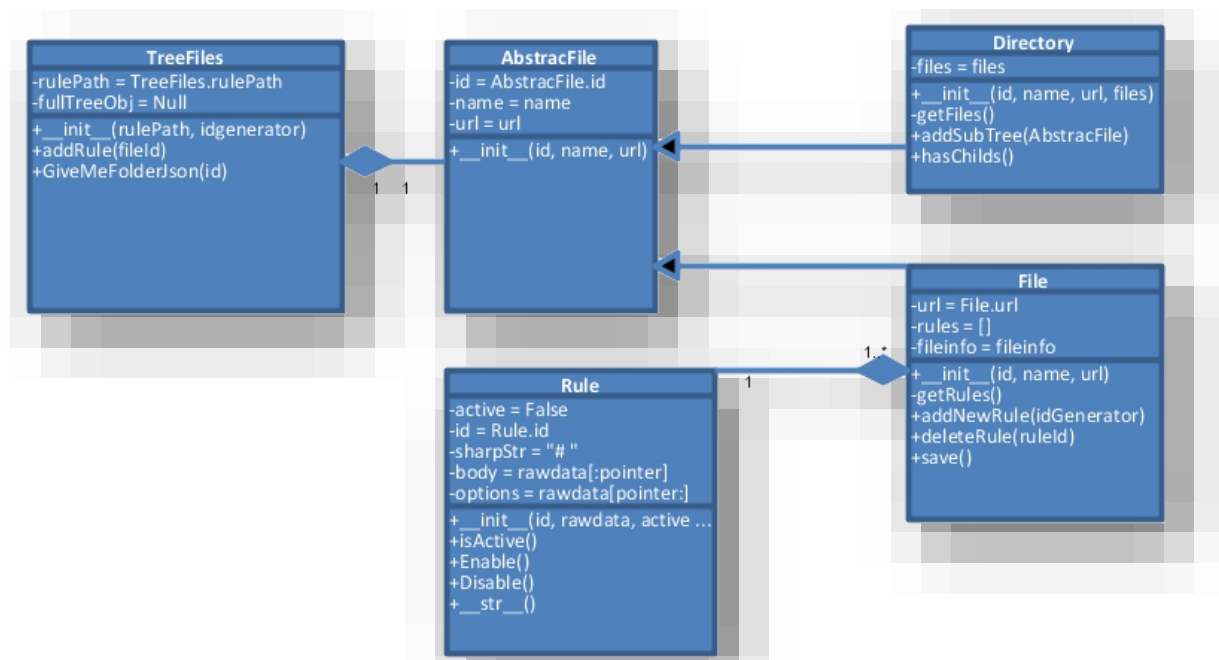 TreeFiles
-rulePath = TreeFiles.rulePath
-fullTreeObj = Null
+__init__(rulePath, idgenerator)
+addRule(fileId)
+GiveMeFolderJson(id)
1 1
AbstracFile
-id = AbstracFile.id
-name = name
-url = url
+__init__(id, name, url)
Directory
-files = files
+__init__(id, name, url, files)
-getFiles()
+addSubTree(AbstracFile)
+hasChilds()
File
-url = File.url
-rules = []
-fileinfo = fileinfo
+__init__(id, name, url)
-getRules()
+addNewRule(idGenerator)
+deleteRule(ruleId)
+save()
1..*
1
Rule
-active = False
-id = Rule.id
-sharpStr = "# "
-body = rawdata[:pointer]
-options = rawdata[pointer:]
+__init__(id, rawdata, active ...
+isActive()
+Enable()
+Disable()
+__str__()